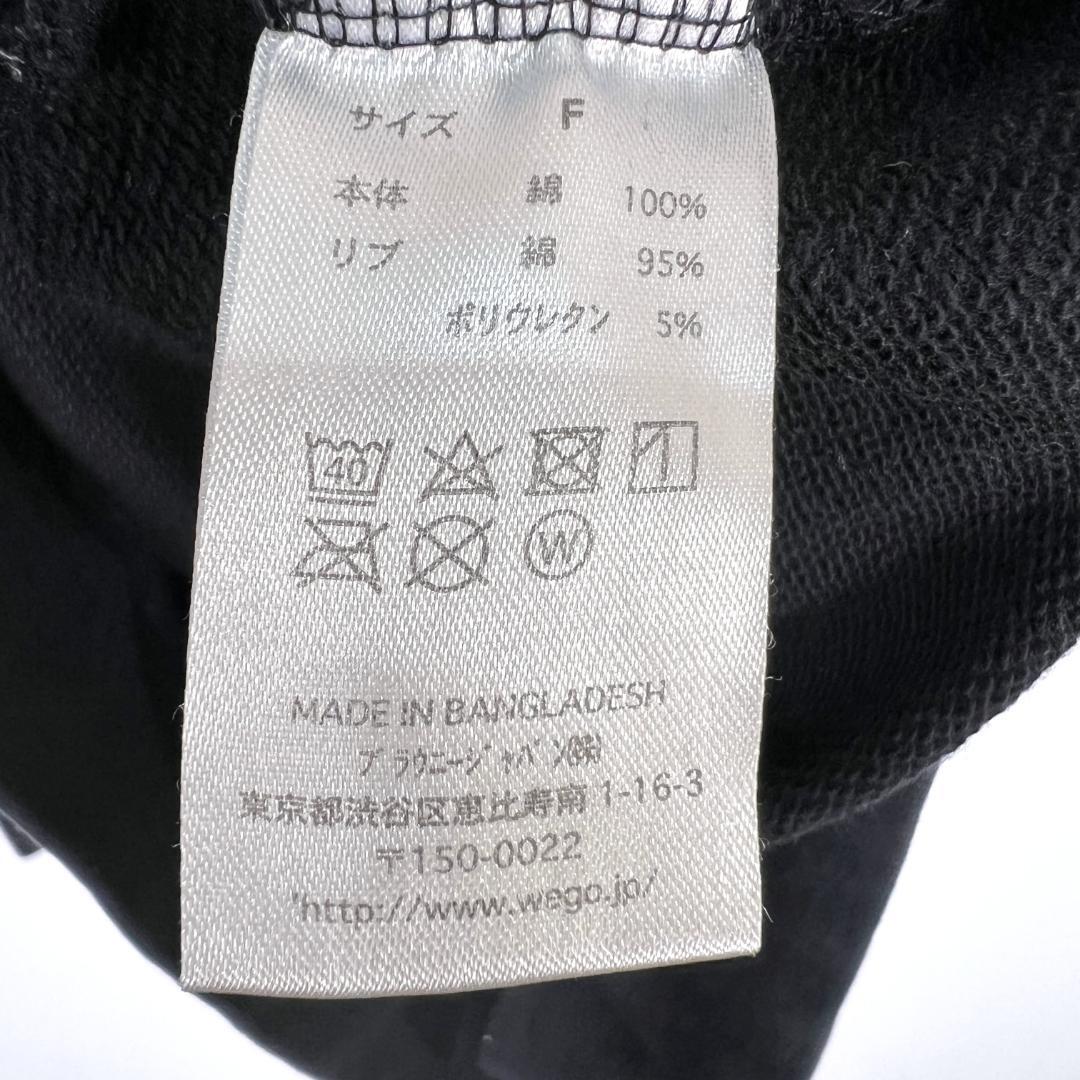 サイズ F
本体 綿 100%
リブ 綿 95%
ポリウレタン 5%
40
W
MADE IN BANGLADESH
ブラウニージャパン㈱
東京都渋谷区恵比寿南 1-16-3
〒150-0022
http://www.wego.jp/